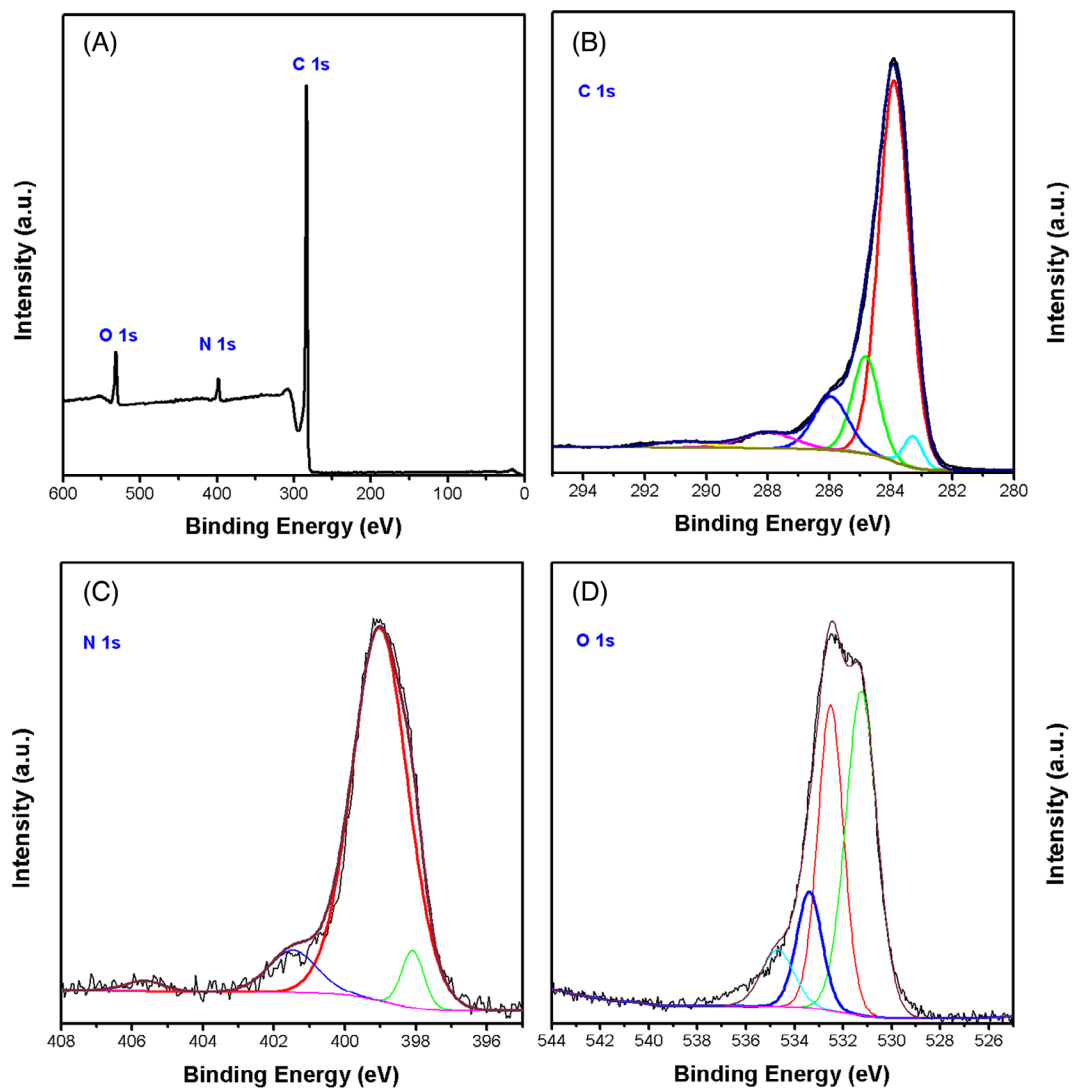 (A)
C 1s
O 1s
N 1s
Intensity (a.u.)
600 500 400 300 200 100 0
Binding Energy (eV)
(B)
C 1s
Intensity (a.u.)
294 292 290 288 286 284 282 280
Binding Energy (eV)
(C)
N 1s
Intensity (a.u.)
408 406 404 402 400 398 396
Binding Energy (eV)
(D)
O 1s
Intensity (a.u.)
544 542 540 538 536 534 532 530 528 526
Binding Energy (eV)